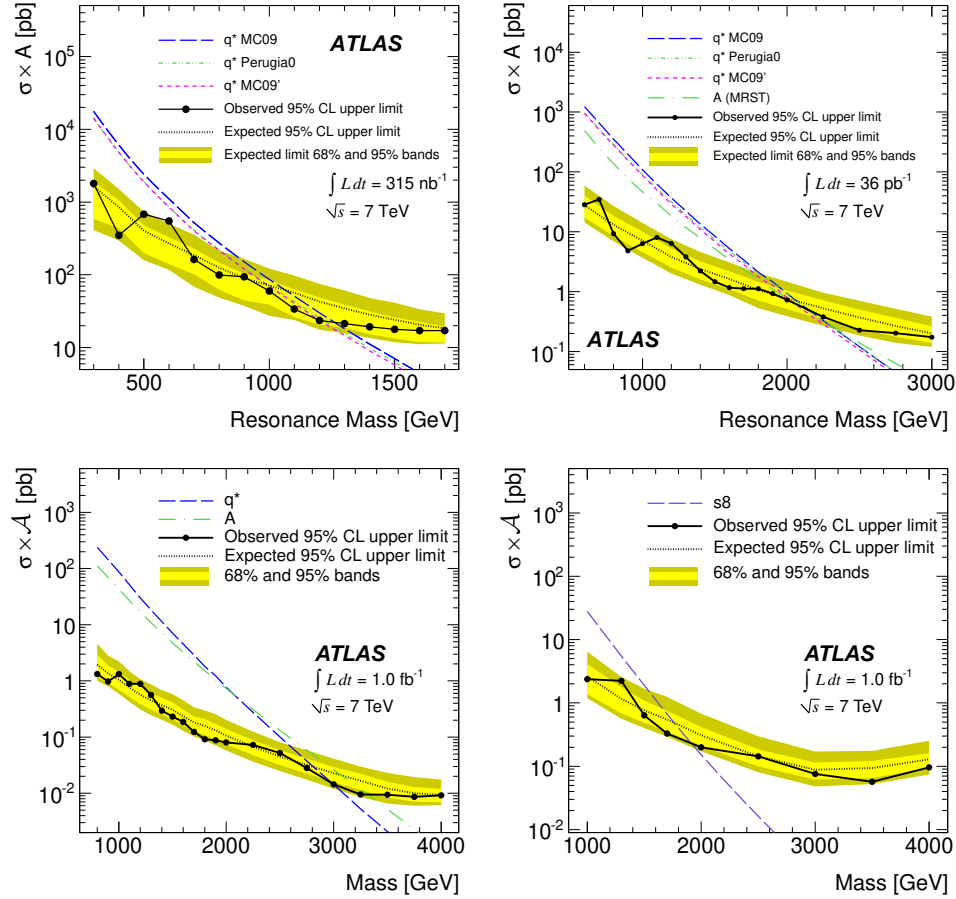 σ × A [pb]
10⁵
10⁴
10³
10²
10
q* MC09
q* Perugia0
q* MC09'
Observed 95% CL upper limit
Expected 95% CL upper limit
Expected limit 68% and 95% bands
ATLAS
∫ L dt = 315 nb⁻¹
√s = 7 TeV
500 1000 1500
Resonance Mass [GeV]
σ × A [pb]
10⁴
10³
10²
10
1
10⁻¹
q* MC09
q* Perugia0
q* MC09'
A (MRST)
Observed 95% CL upper limit
Expected 95% CL upper limit
Expected limit 68% and 95% bands
∫ L dt = 36 pb⁻¹
√s = 7 TeV
ATLAS
1000 2000 3000
Resonance Mass [GeV]
σ × 𝒜 [pb]
10³
10²
10
1
10⁻¹
10⁻²
q*
A
Observed 95% CL upper limit
Expected 95% CL upper limit
68% and 95% bands
ATLAS
∫ L dt = 1.0 fb⁻¹
√s = 7 TeV
1000 2000 3000 4000
Mass [GeV]
σ × 𝒜 [pb]
10³
10²
10
1
10⁻¹
10⁻²
s8
Observed 95% CL upper limit
Expected 95% CL upper limit
68% and 95% bands
ATLAS
∫ L dt = 1.0 fb⁻¹
√s = 7 TeV
1000 2000 3000 4000
Mass [GeV]